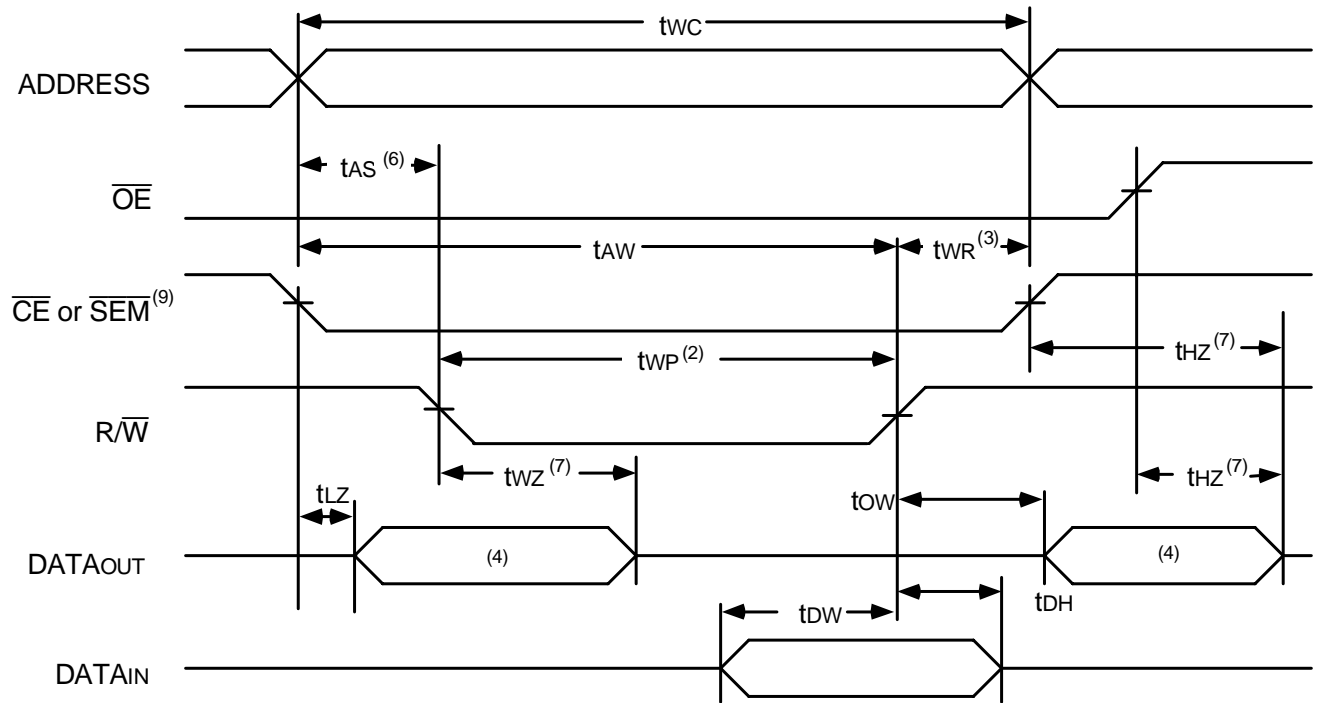 tWC
ADDRESS
tAS (6)
OE
tAW
tWR (3)
CE or SEM (9)
tWP (2)
tHZ (7)
R/W
tWZ (7)
tHZ (7)
tLZ
tOW
DATAOUT
(4)
(4)
tDW
tDH
DATAIN